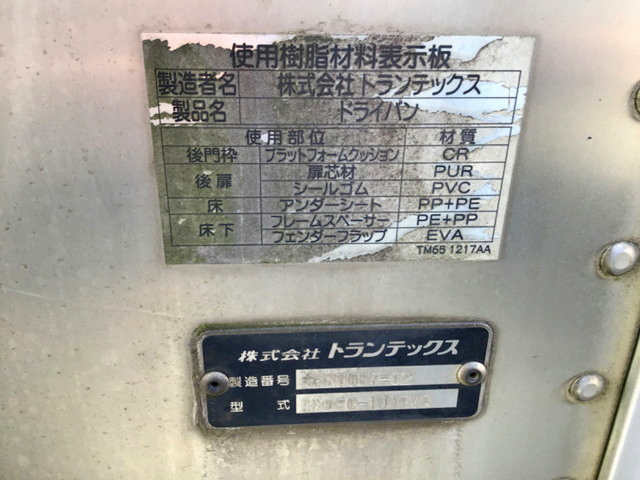 使用樹脂材料表示板
製造者名 株式会社トランテックス
製品名 ドライバン
使用部位 材質
後門枠 プラットフォームクッション CR
後扉 扉芯材 PUR
シールゴム PVC
床 アンダーシート PP+PE
床下 フレームスペーサー PE+PP
フェンダーフラップ EVA
TM65 1217AA
株式会社トランテックス
製造番号
型式